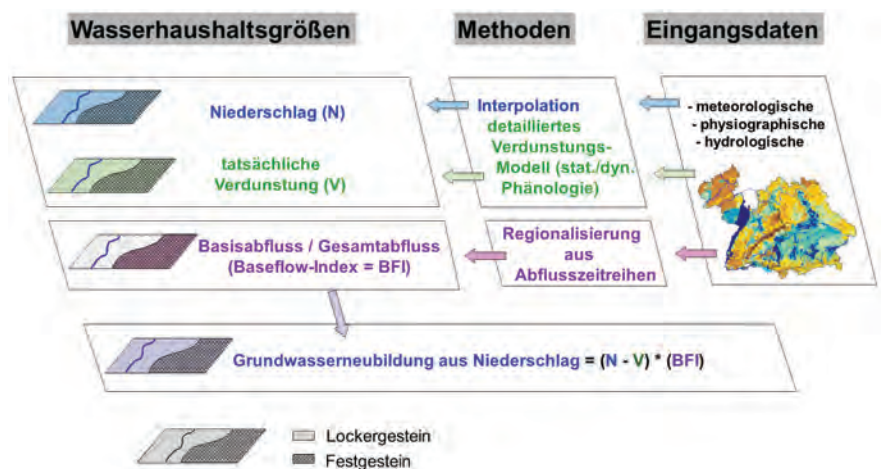 Wasserhaushaltsgrößen
Methoden
Eingangsdaten
Niederschlag (N)
Interpolation
detailliertes
Verdunstungs-
Modell (stat./dyn.
Phänologie)
- meteorologische
- physiographische
- hydrologische
tatsächliche
Verdunstung (V)
Basisabfluss / Gesamtabfluss
(Baseflow-Index = BFI)
Regionalisierung
aus
Abflusszeitreihen
Grundwasserneubildung aus Niederschlag = (N - V) * (BFI)
Lockergestein
Festgestein